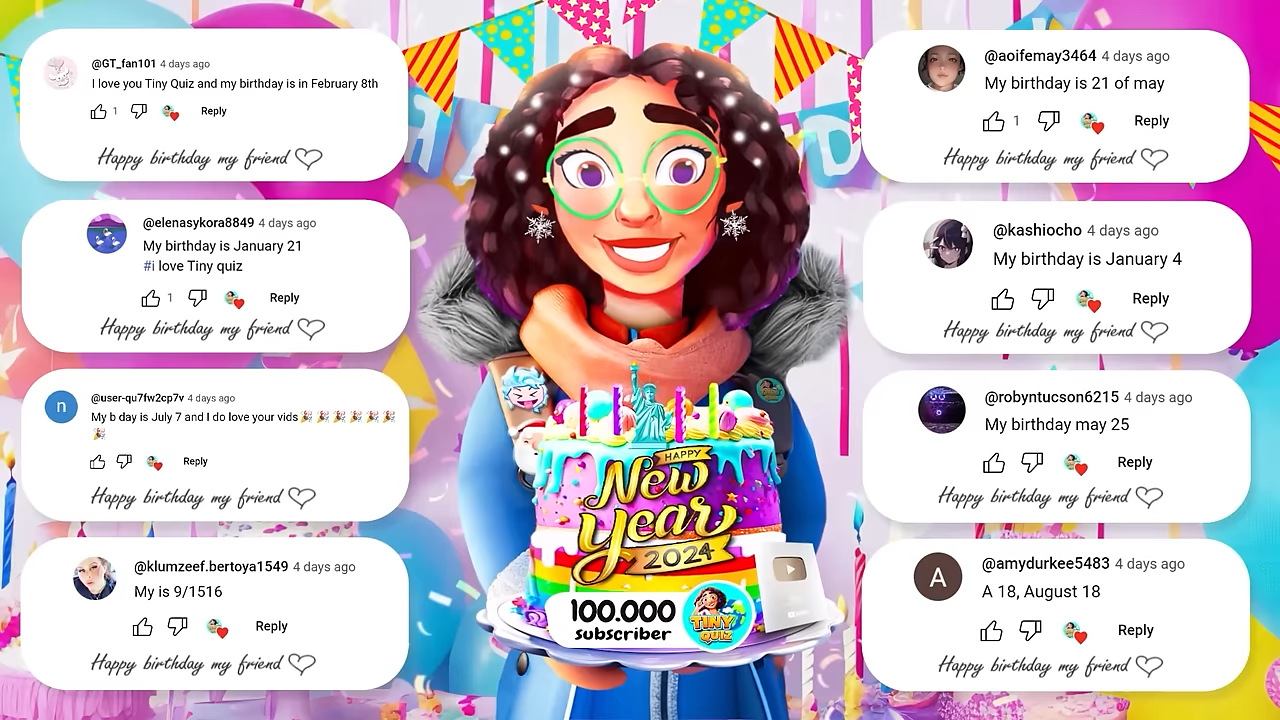 @GT_fan101 4 days ago
I love you Tiny Quiz and my birthday is in February 8th
1 Reply
Happy birthday my friend
@elenasykora8849 4 days ago
My birthday is January 21
#i love Tiny quiz
1 Reply
Happy birthday my friend
n
@user-qu7fw2cp7v 4 days ago
My b day is July 7 and I do love your vids 🎉 🎉 🎉 🎉 🎉 🎉
🎉
Reply
Happy birthday my friend
@klumzeef.bertoya1549 4 days ago
My is 9/1516
Reply
Happy birthday my friend
HAPPY
New
Year
2024
100.000
subscriber
TINY
QUIZ
@aoifemay3464 4 days ago
My birthday is 21 of may
1 Reply
Happy birthday my friend
@kashiocho 4 days ago
My birthday is January 4
Reply
Happy birthday my friend
@robyntucson6215 4 days ago
My birthday may 25
Reply
Happy birthday my friend
A
@amydurkee5483 4 days ago
A 18, August 18
Reply
Happy birthday my friend